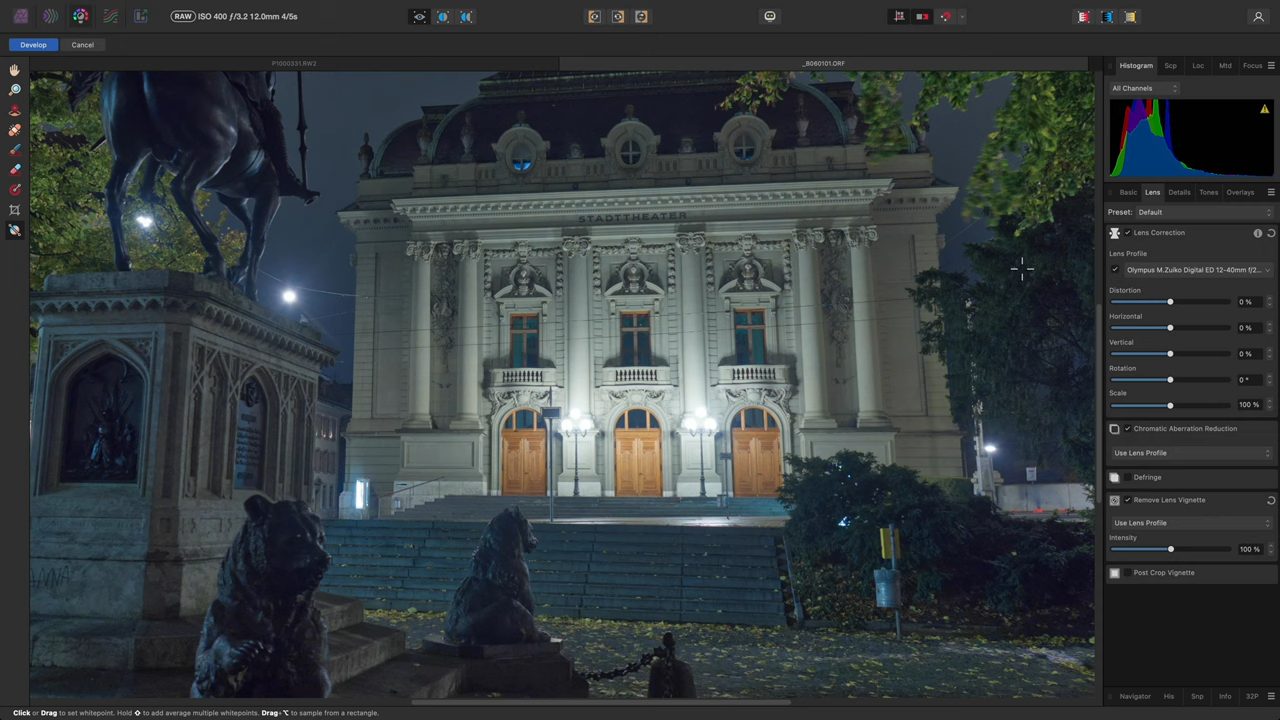 RAW ISO 400 ƒ/3.2 12.0mm 4/5s
Develop Cancel
P1000331.RW2 _B060101.ORF
Histogram Scp Loc Mtd Focus
All Channels
Basic Lens Details Tones Overlays
Preset: Default
Lens Correction
Lens Profile
Olympus M.Zuiko Digital ED 12-40mm f/2...
Distortion
0 %
Horizontal
0 %
Vertical
0 %
Rotation
0 °
Scale
100 %
Chromatic Aberration Reduction
Use Lens Profile
Defringe
Remove Lens Vignette
Use Lens Profile
Intensity
100 %
Post Crop Vignette
STADTTHEATER
Navigator His Snp Info 32P
Click or Drag to set whitepoint. Hold ⇧ to add average multiple whitepoints. Drag+⌥ to sample from a rectangle.